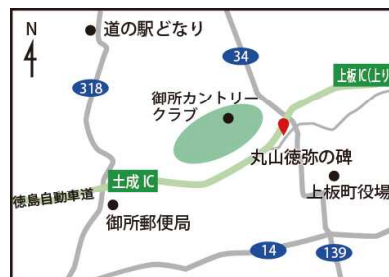 N
道の駅どなり
34
上板IC(上り
318
御所カントリー
クラブ
丸山徳弥の碑
土成 IC
上板町役場
徳島自動車道
御所郵便局
14
139